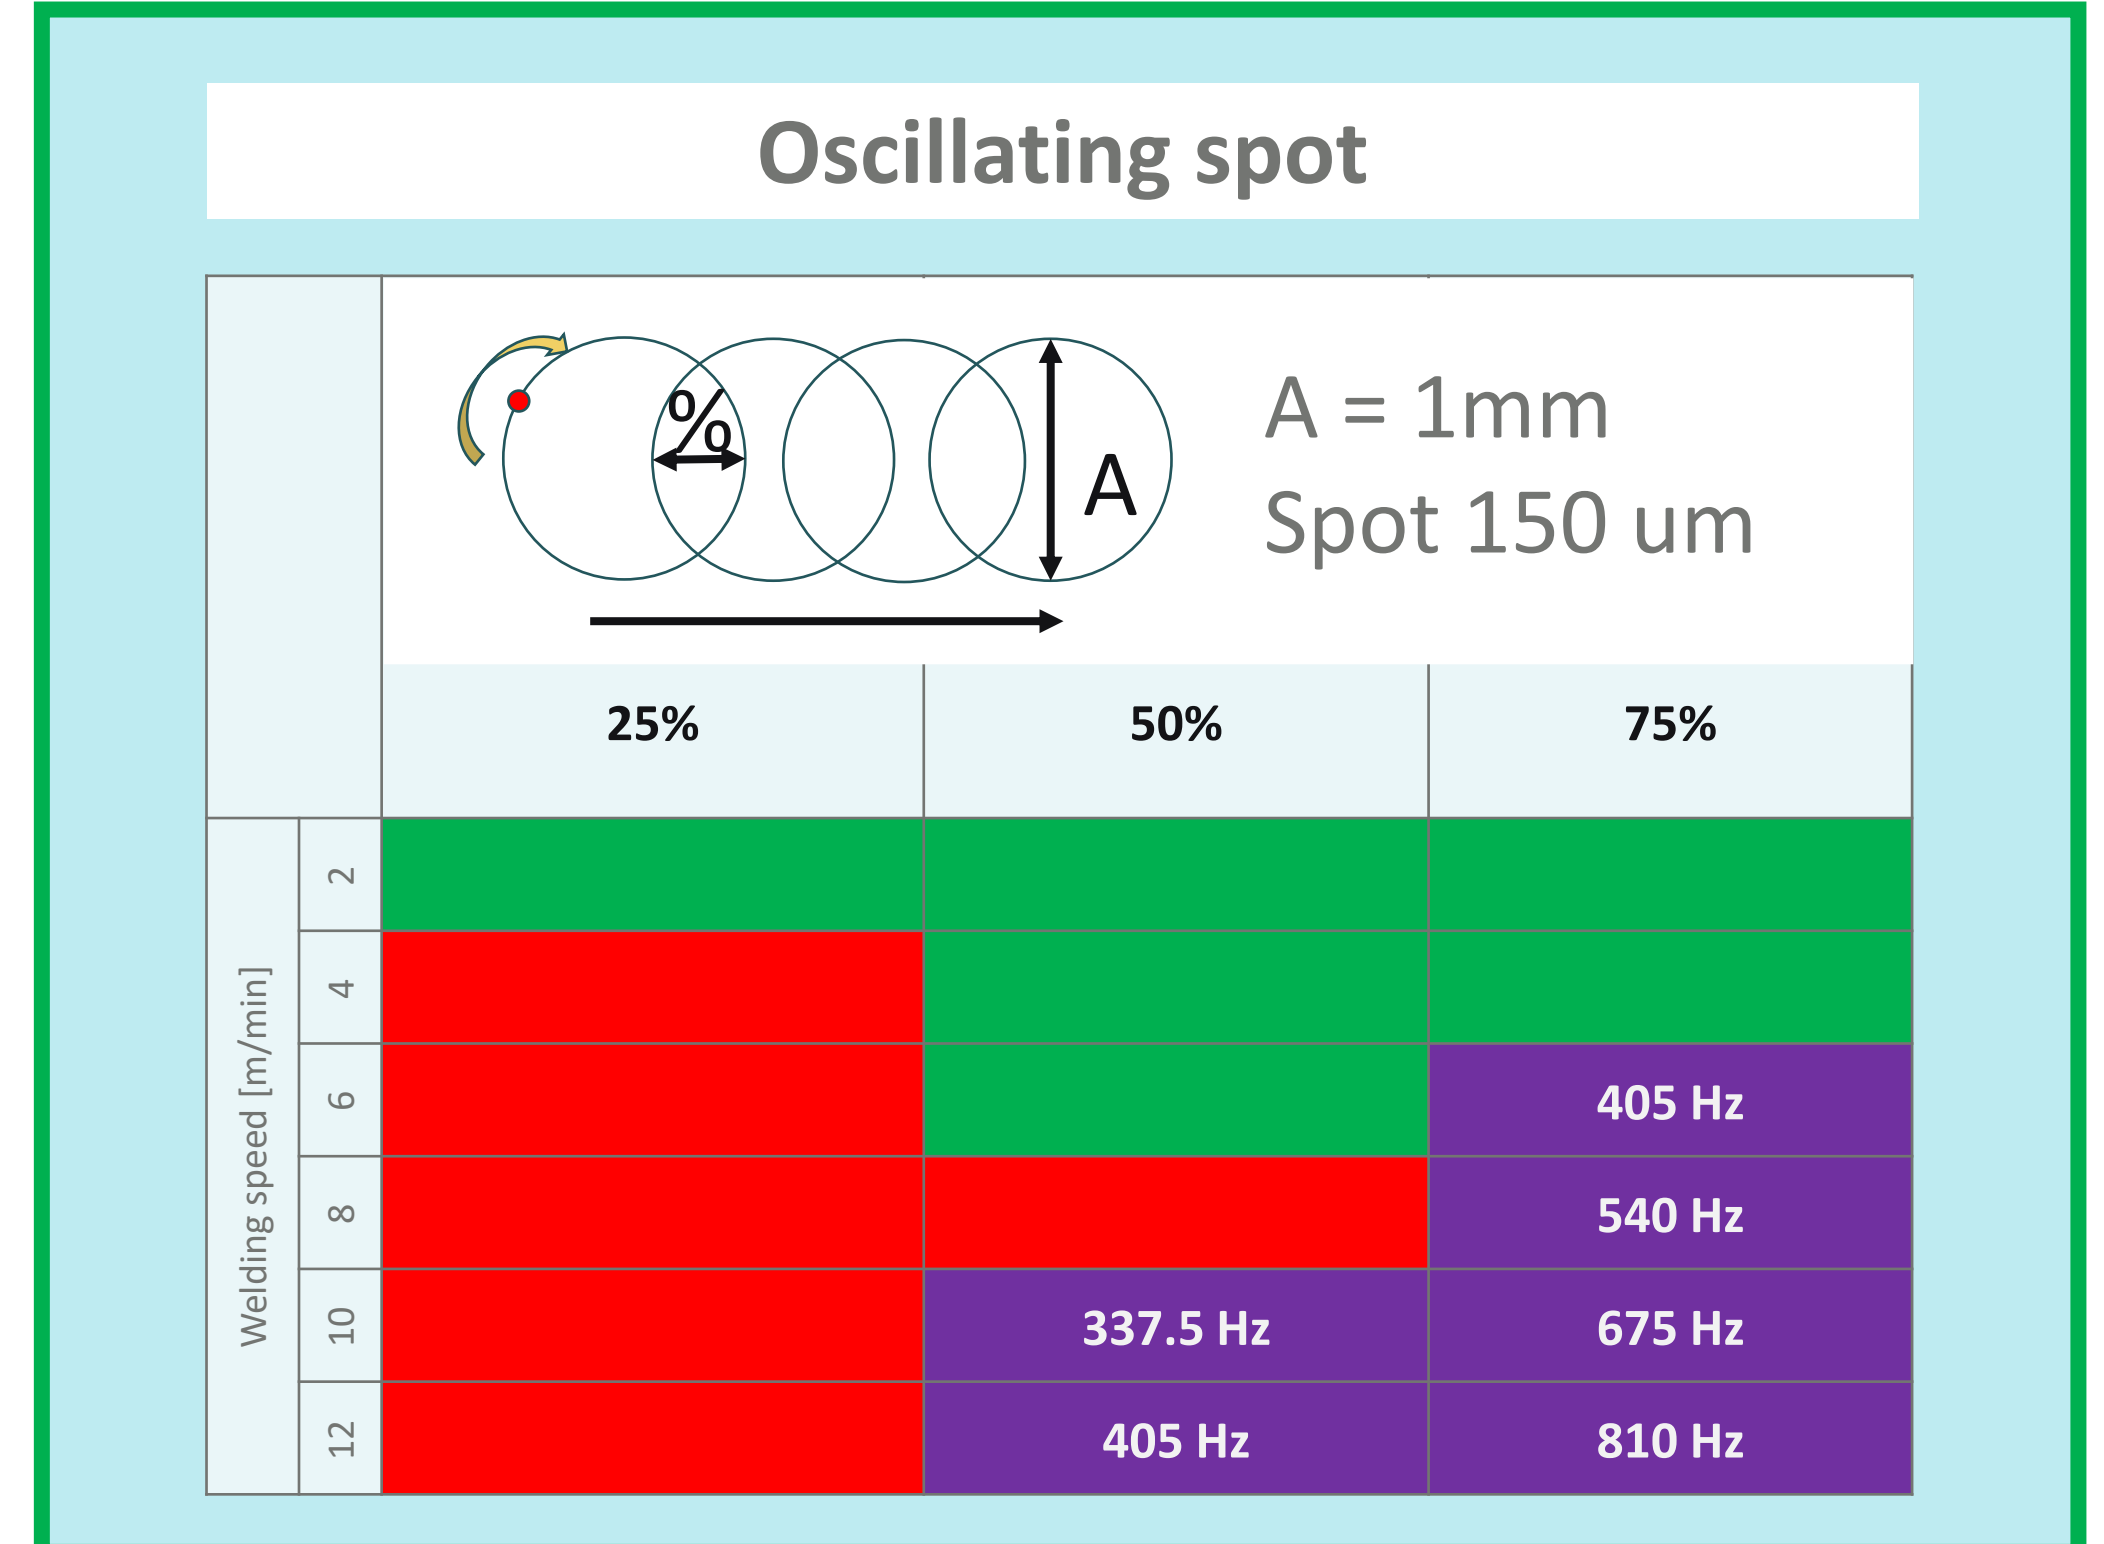 Oscillating spot
%
A
A = 1mm
Spot 150 um
25% 50% 75%
Welding speed [m/min]
2
4
6 405 Hz
8 540 Hz
10 337.5 Hz 675 Hz
12 405 Hz 810 Hz